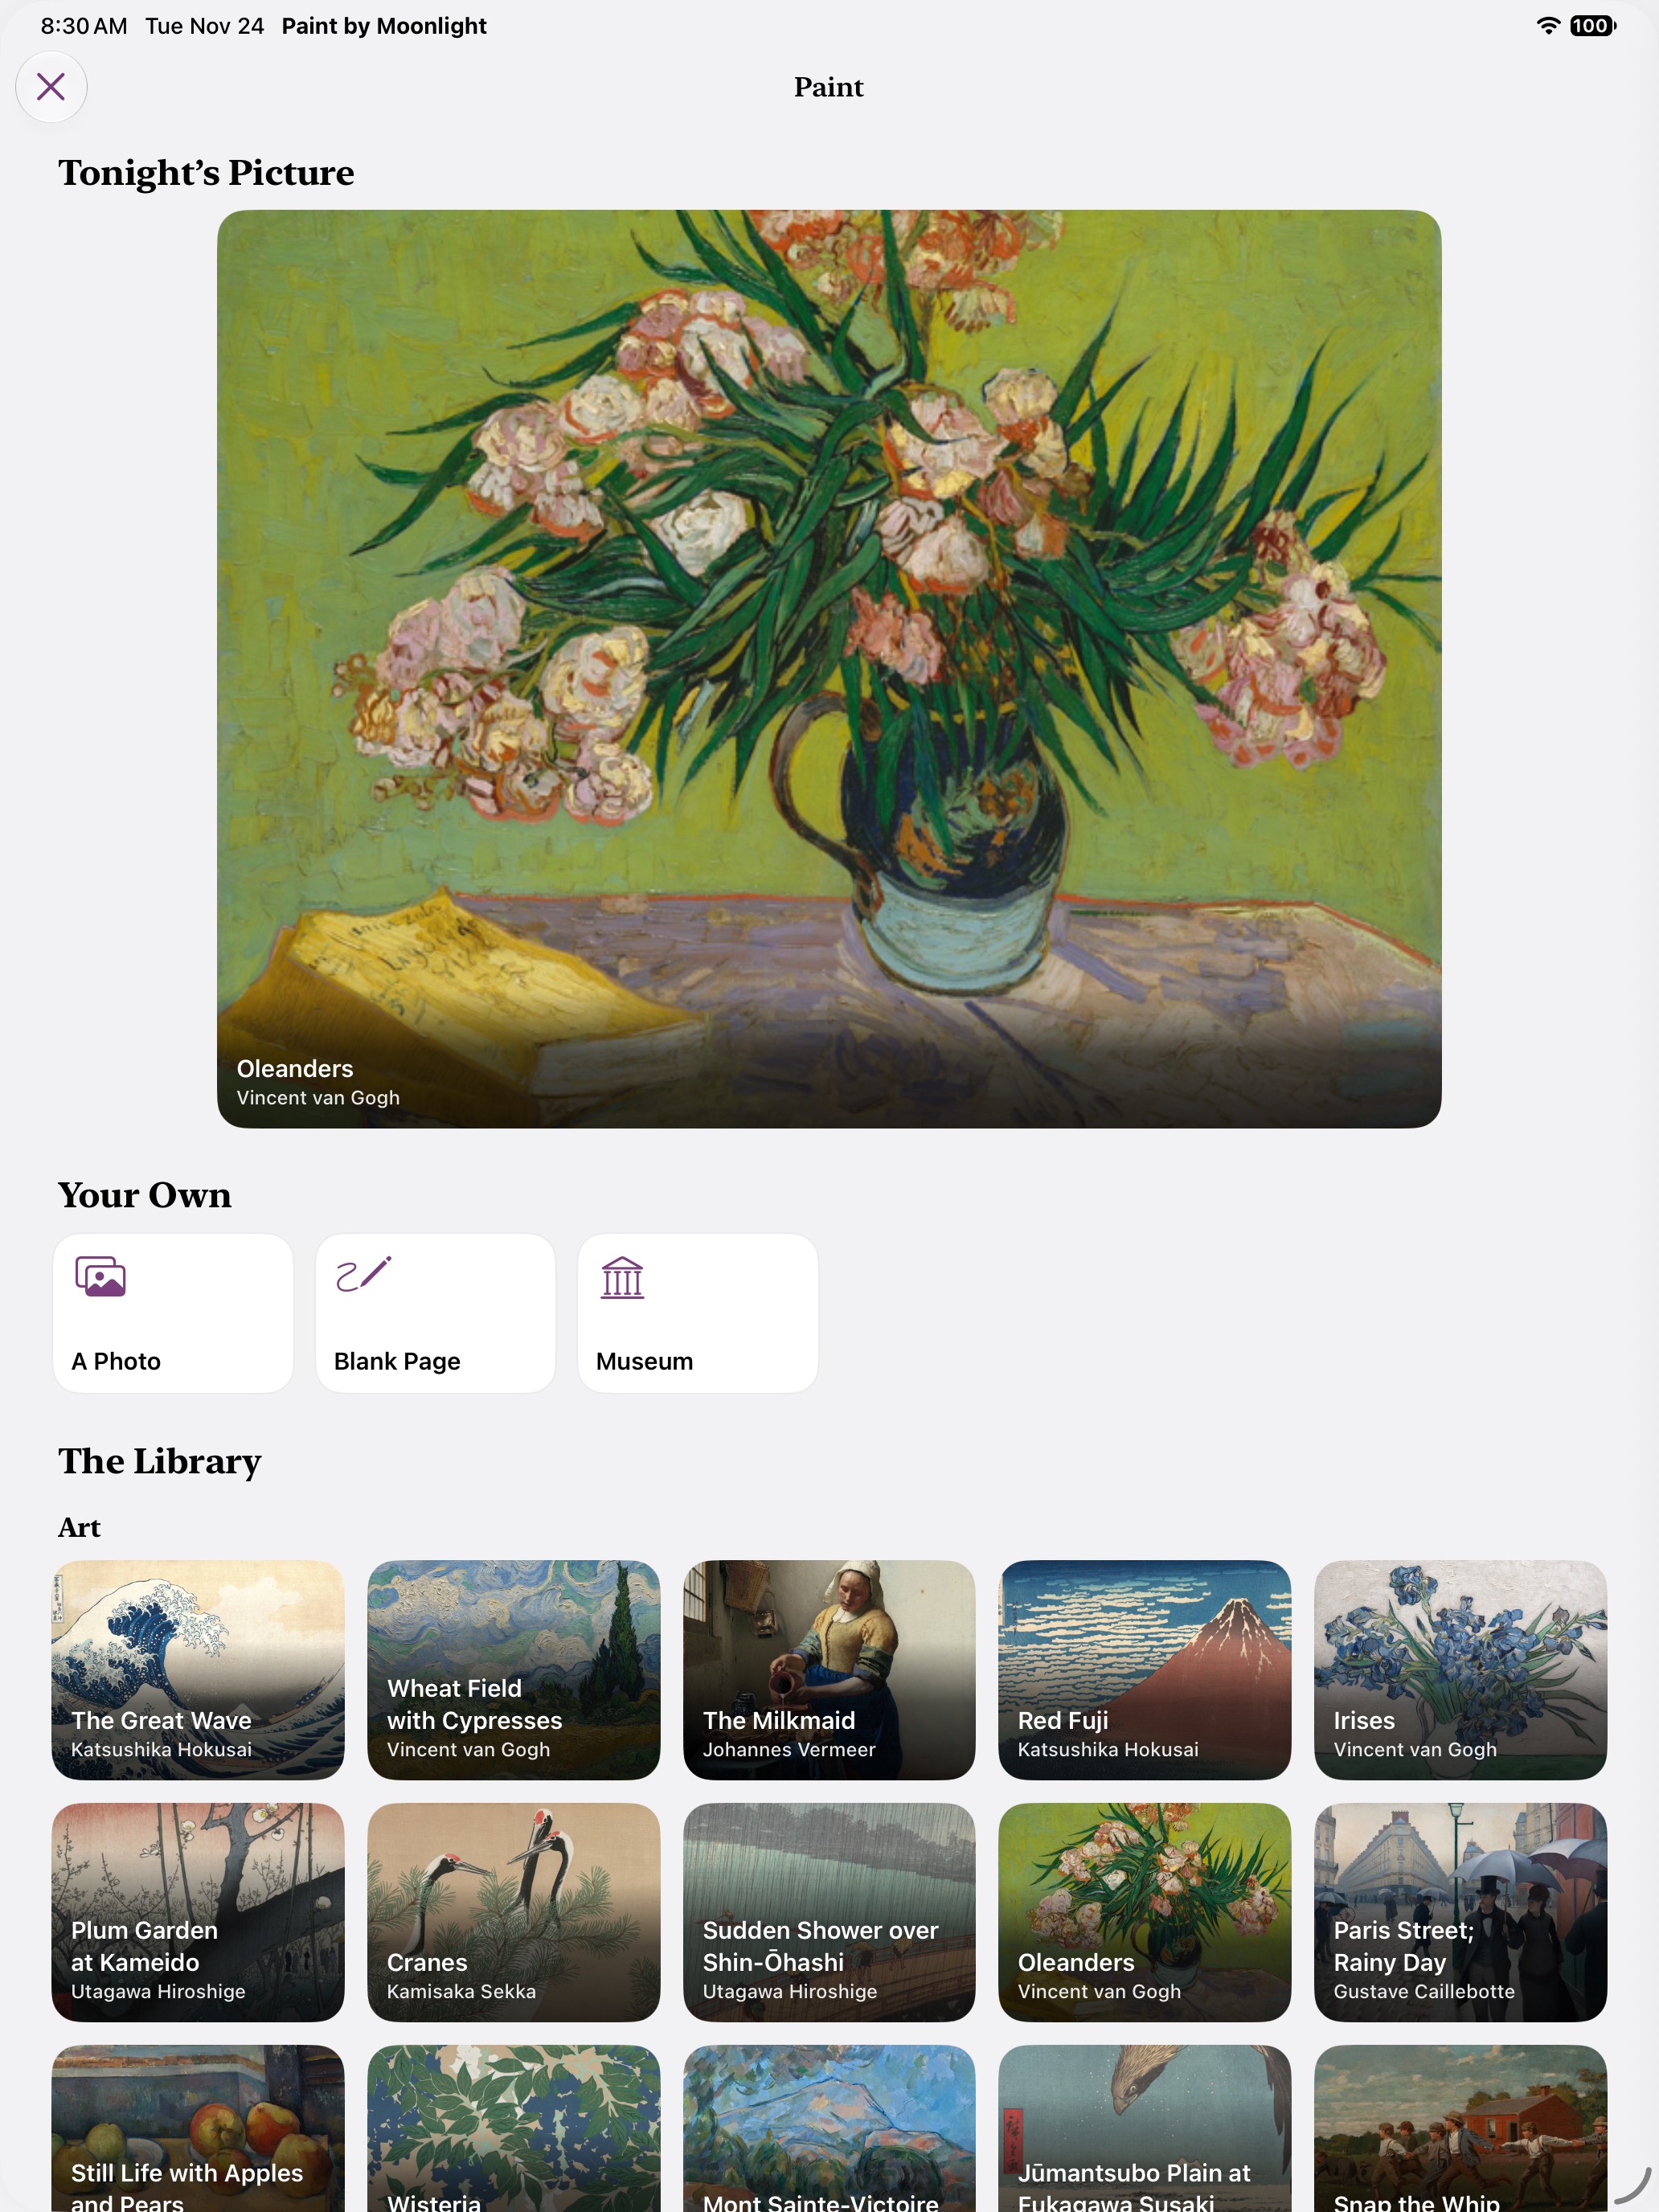 8:30 AM Tue Nov 24 Paint by Moonlight
100
Paint
Tonight’s Picture
Oleanders
Vincent van Gogh
Your Own
A Photo
Blank Page
Museum
The Library
Art
The Great Wave
Katsushika Hokusai
Wheat Field
with Cypresses
Vincent van Gogh
The Milkmaid
Johannes Vermeer
Red Fuji
Katsushika Hokusai
Irises
Vincent van Gogh
Plum Garden
at Kameido
Utagawa Hiroshige
Cranes
Kamisaka Sekka
Sudden Shower over
Shin-Ōhashi
Utagawa Hiroshige
Oleanders
Vincent van Gogh
Paris Street;
Rainy Day
Gustave Caillebotte
Still Life with Apples
and Pears
Wisteria
Mont Sainte-Victoire
Jūmantsubo Plain at
Fukagawa Susaki
Snap the Whip